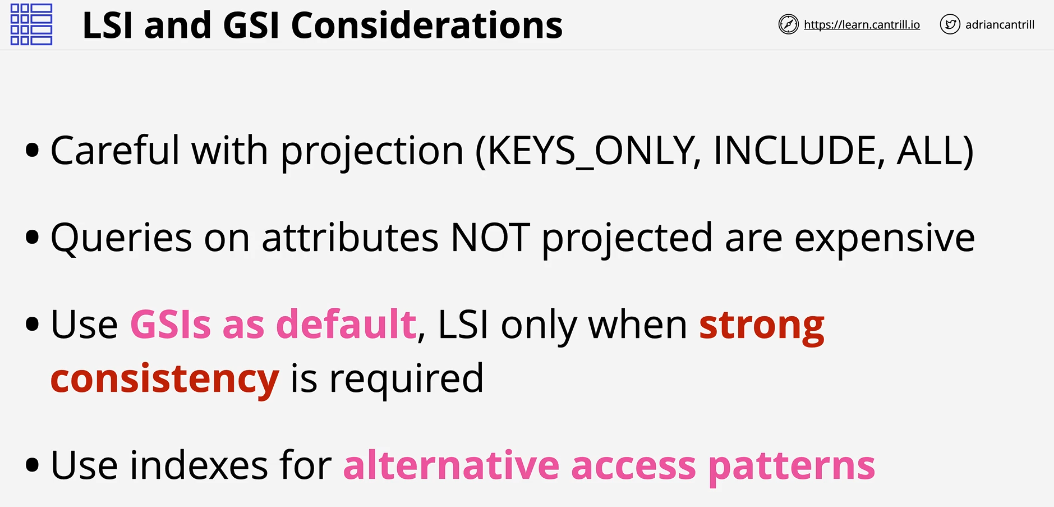 LSI and GSI Considerations
https://learn.cantrill.io
adriancantrill
• Careful with projection (KEYS_ONLY, INCLUDE, ALL)
• Queries on attributes NOT projected are expensive
• Use GSIs as default, LSI only when strong
consistency is required
• Use indexes for alternative access patterns